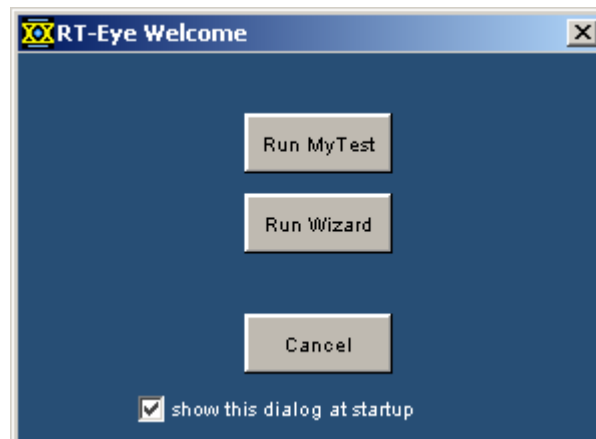 RT-Eye Welcome
Run MyTest
Run Wizard
Cancel
show this dialog at startup